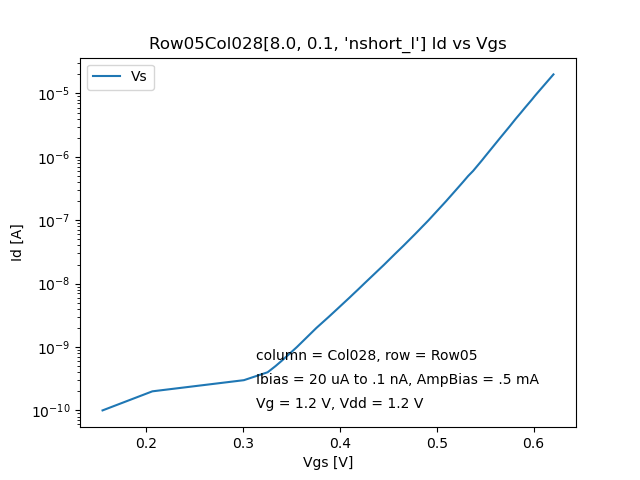 Row05Col028[8.0, 0.1, 'nshort_l'] Id vs Vgs
Vs
10⁻⁵
10⁻⁶
10⁻⁷
10⁻⁸
10⁻⁹
10⁻¹⁰
Id [A]
column = Col028, row = Row05
Ibias = 20 uA to .1 nA, AmpBias = .5 mA
Vg = 1.2 V, Vdd = 1.2 V
0.2 0.3 0.4 0.5 0.6
Vgs [V]